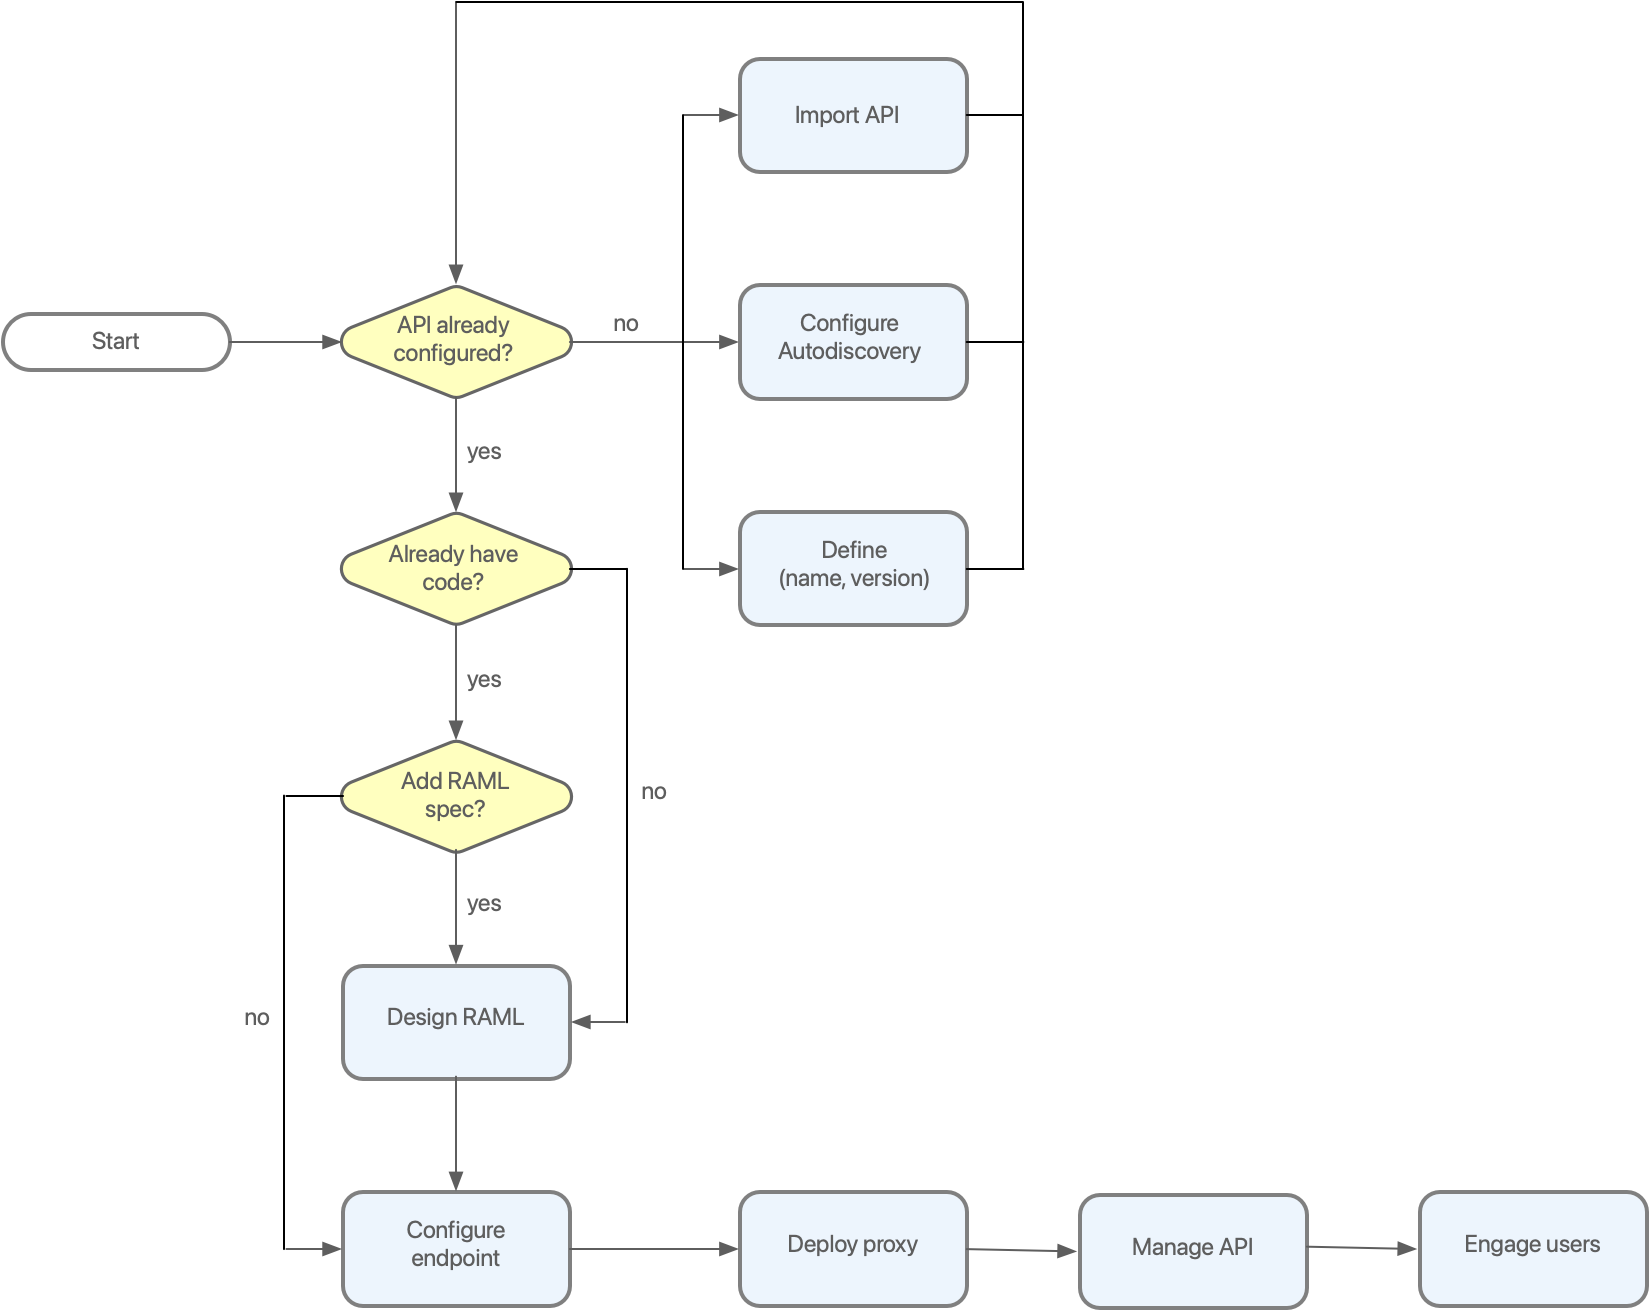 Import API
Start
API already
configured?
no
Configure
Autodiscovery
yes
Already have
code?
Define
(name, version)
yes
Add RAML
spec?
no
yes
Design RAML
no
Configure
endpoint
Deploy proxy
Manage API
Engage users